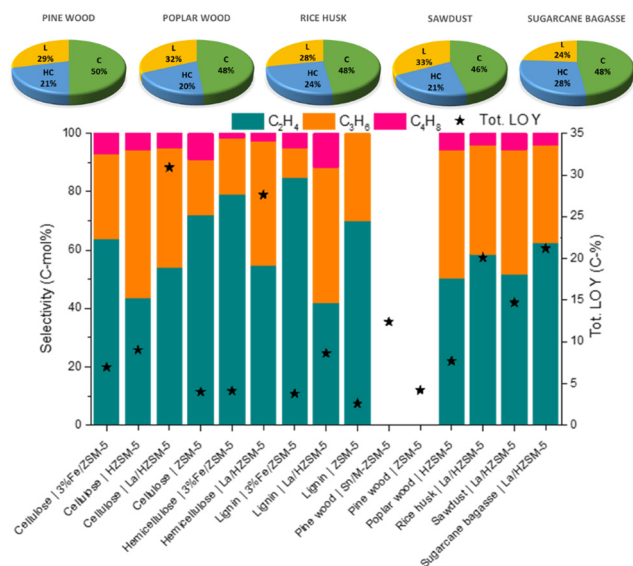 PINE WOOD
POPLAR WOOD
RICE HUSK
SAWDUST
SUGARCANE BAGASSE
L
29%
C
50%
HC
21%
L
32%
C
48%
HC
20%
L
28%
C
48%
HC
24%
L
33%
C
46%
HC
21%
L
24%
C
48%
HC
28%
C₂H₄ C₃H₆ C₄H₈ ★ Tot. LOY
Selectivity (C-mol%)
100
80
60
40
20
0
Tot. LOY (C-%)
35
30
25
20
15
10
5
0
Cellulose | 3%Fe/ZSM-5
Cellulose | HZSM-5
Cellulose | La/HZSM-5
Cellulose | ZSM-5
Hemicellulose | 3%Fe/ZSM-5
Hemicellulose | La/HZSM-5
Lignin | 3%Fe/ZSM-5
Lignin | La/HZSM-5
Lignin | ZSM-5
Pine wood | Sn/M-ZSM-5
Pine wood | ZSM-5
Poplar wood | HZSM-5
Rice husk | La/HZSM-5
Sawdust | La/HZSM-5
Sugarcane bagasse | La/HZSM-5